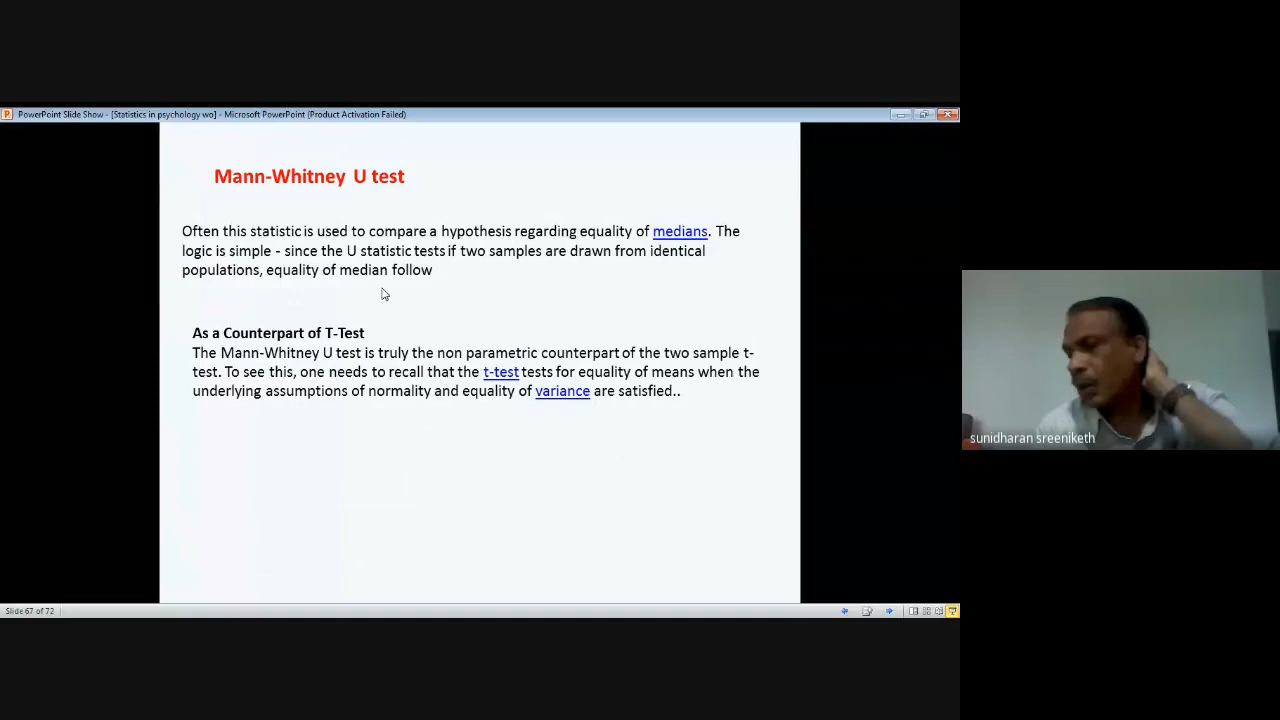 PowerPoint Slide Show - [Statistics in psychology wo] - Microsoft PowerPoint (Product Activation Failed)
Mann-Whitney U test
Often this statistic is used to compare a hypothesis regarding equality of medians. The
logic is simple - since the U statistic tests if two samples are drawn from identical
populations, equality of median follow
As a Counterpart of T-Test
The Mann-Whitney U test is truly the non parametric counterpart of the two sample t-
test. To see this, one needs to recall that the t-test tests for equality of means when the
underlying assumptions of normality and equality of variance are satisfied..
sunidharan sreeniketh
Slide 67 of 72